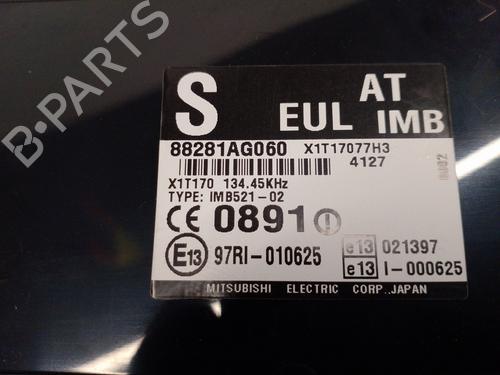 S EUL AT IMB
88281AG060 X1T17077H3
4127
X1T170 134.45KHz
TYPE: IMB521-02
CE 0891
E13 97RI-010625
e13 021397
e13 I-000625
MITSUBISHI ELECTRIC CORP.,JAPAN
B-PARTS